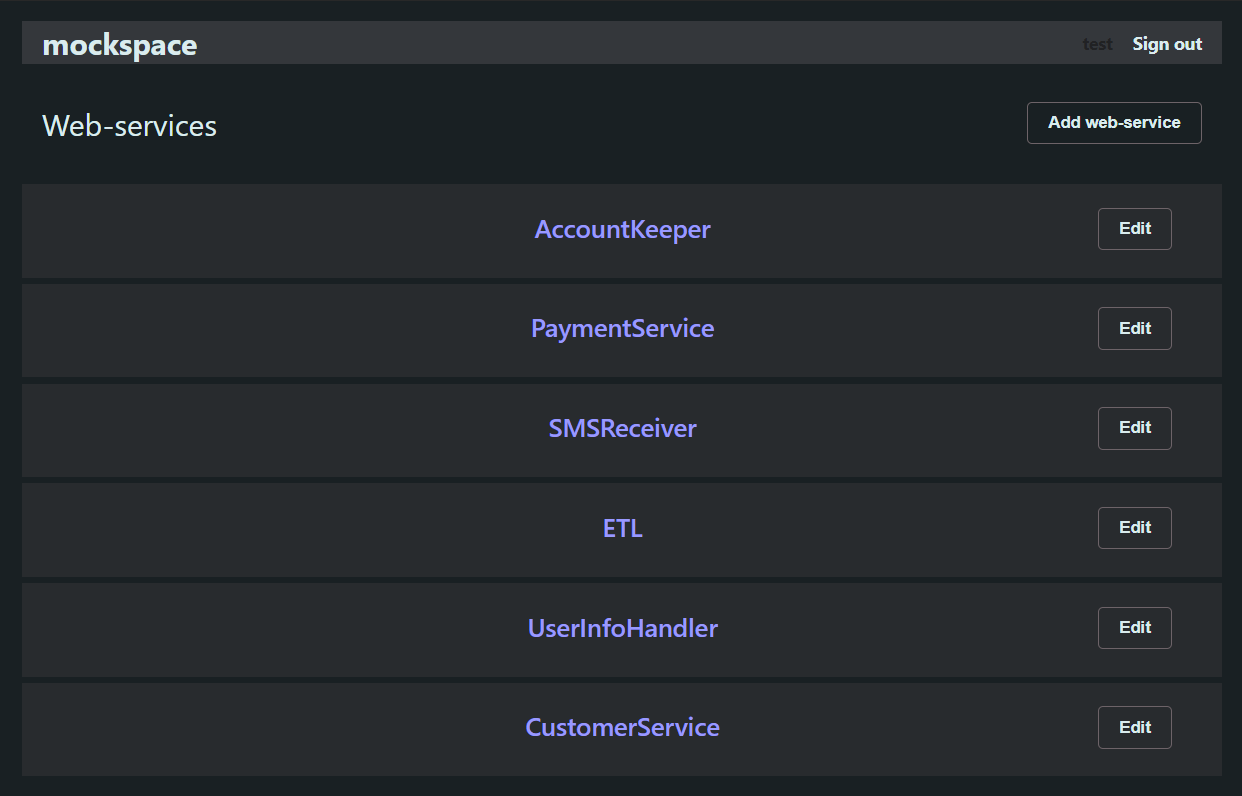 mockspace
test Sign out
Web-services
Add web-service
AccountKeeper
Edit
PaymentService
Edit
SMSReceiver
Edit
ETL
Edit
UserInfoHandler
Edit
CustomerService
Edit